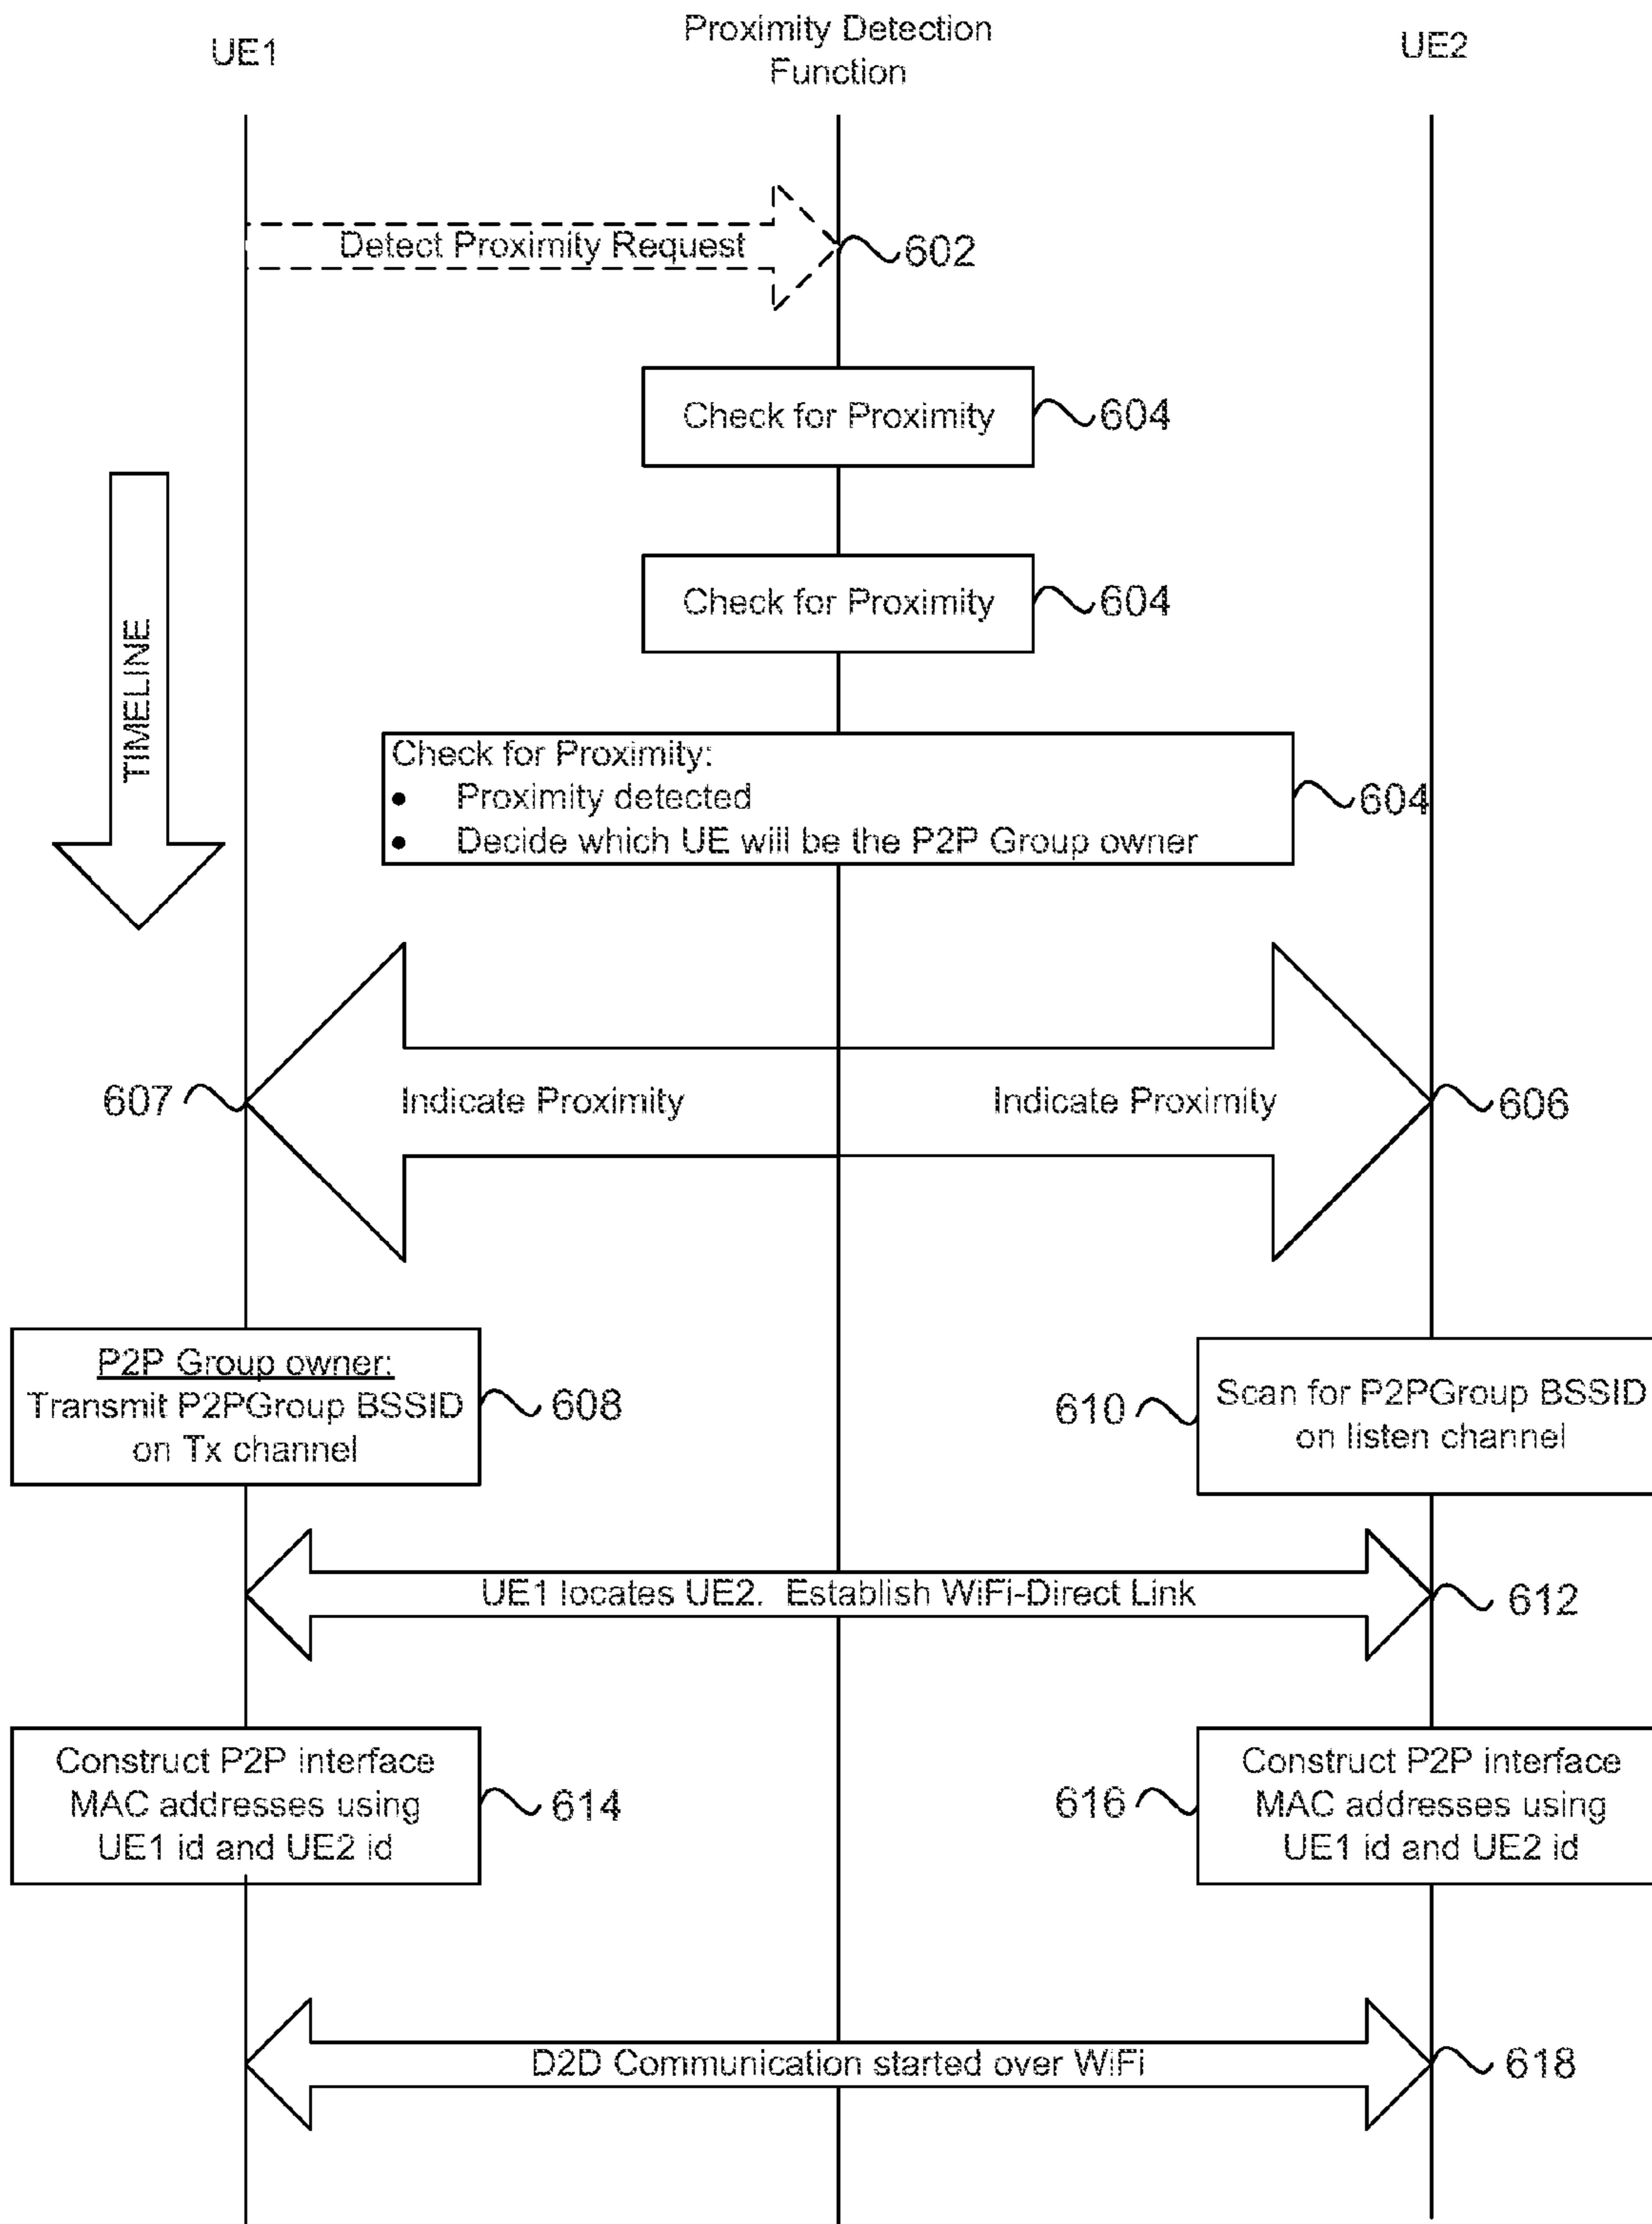 UE1
Proximity Detection
Function
UE2
Detect Proximity Request
602
Check for Proximity
604
Check for Proximity
604
TIMELINE
Check for Proximity:
• Proximity detected
• Decide which UE will be the P2P Group owner
604
607
Indicate Proximity
Indicate Proximity
606
P2P Group owner:
Transmit P2PGroup BSSID
on Tx channel
608
610
Scan for P2PGroup BSSID
on listen channel
UE1 locates UE2. Establish WiFi-Direct Link
612
Construct P2P interface
MAC addresses using
UE1 id and UE2 id
614
616
Construct P2P interface
MAC addresses using
UE1 id and UE2 id
D2D Communication started over WiFi
618